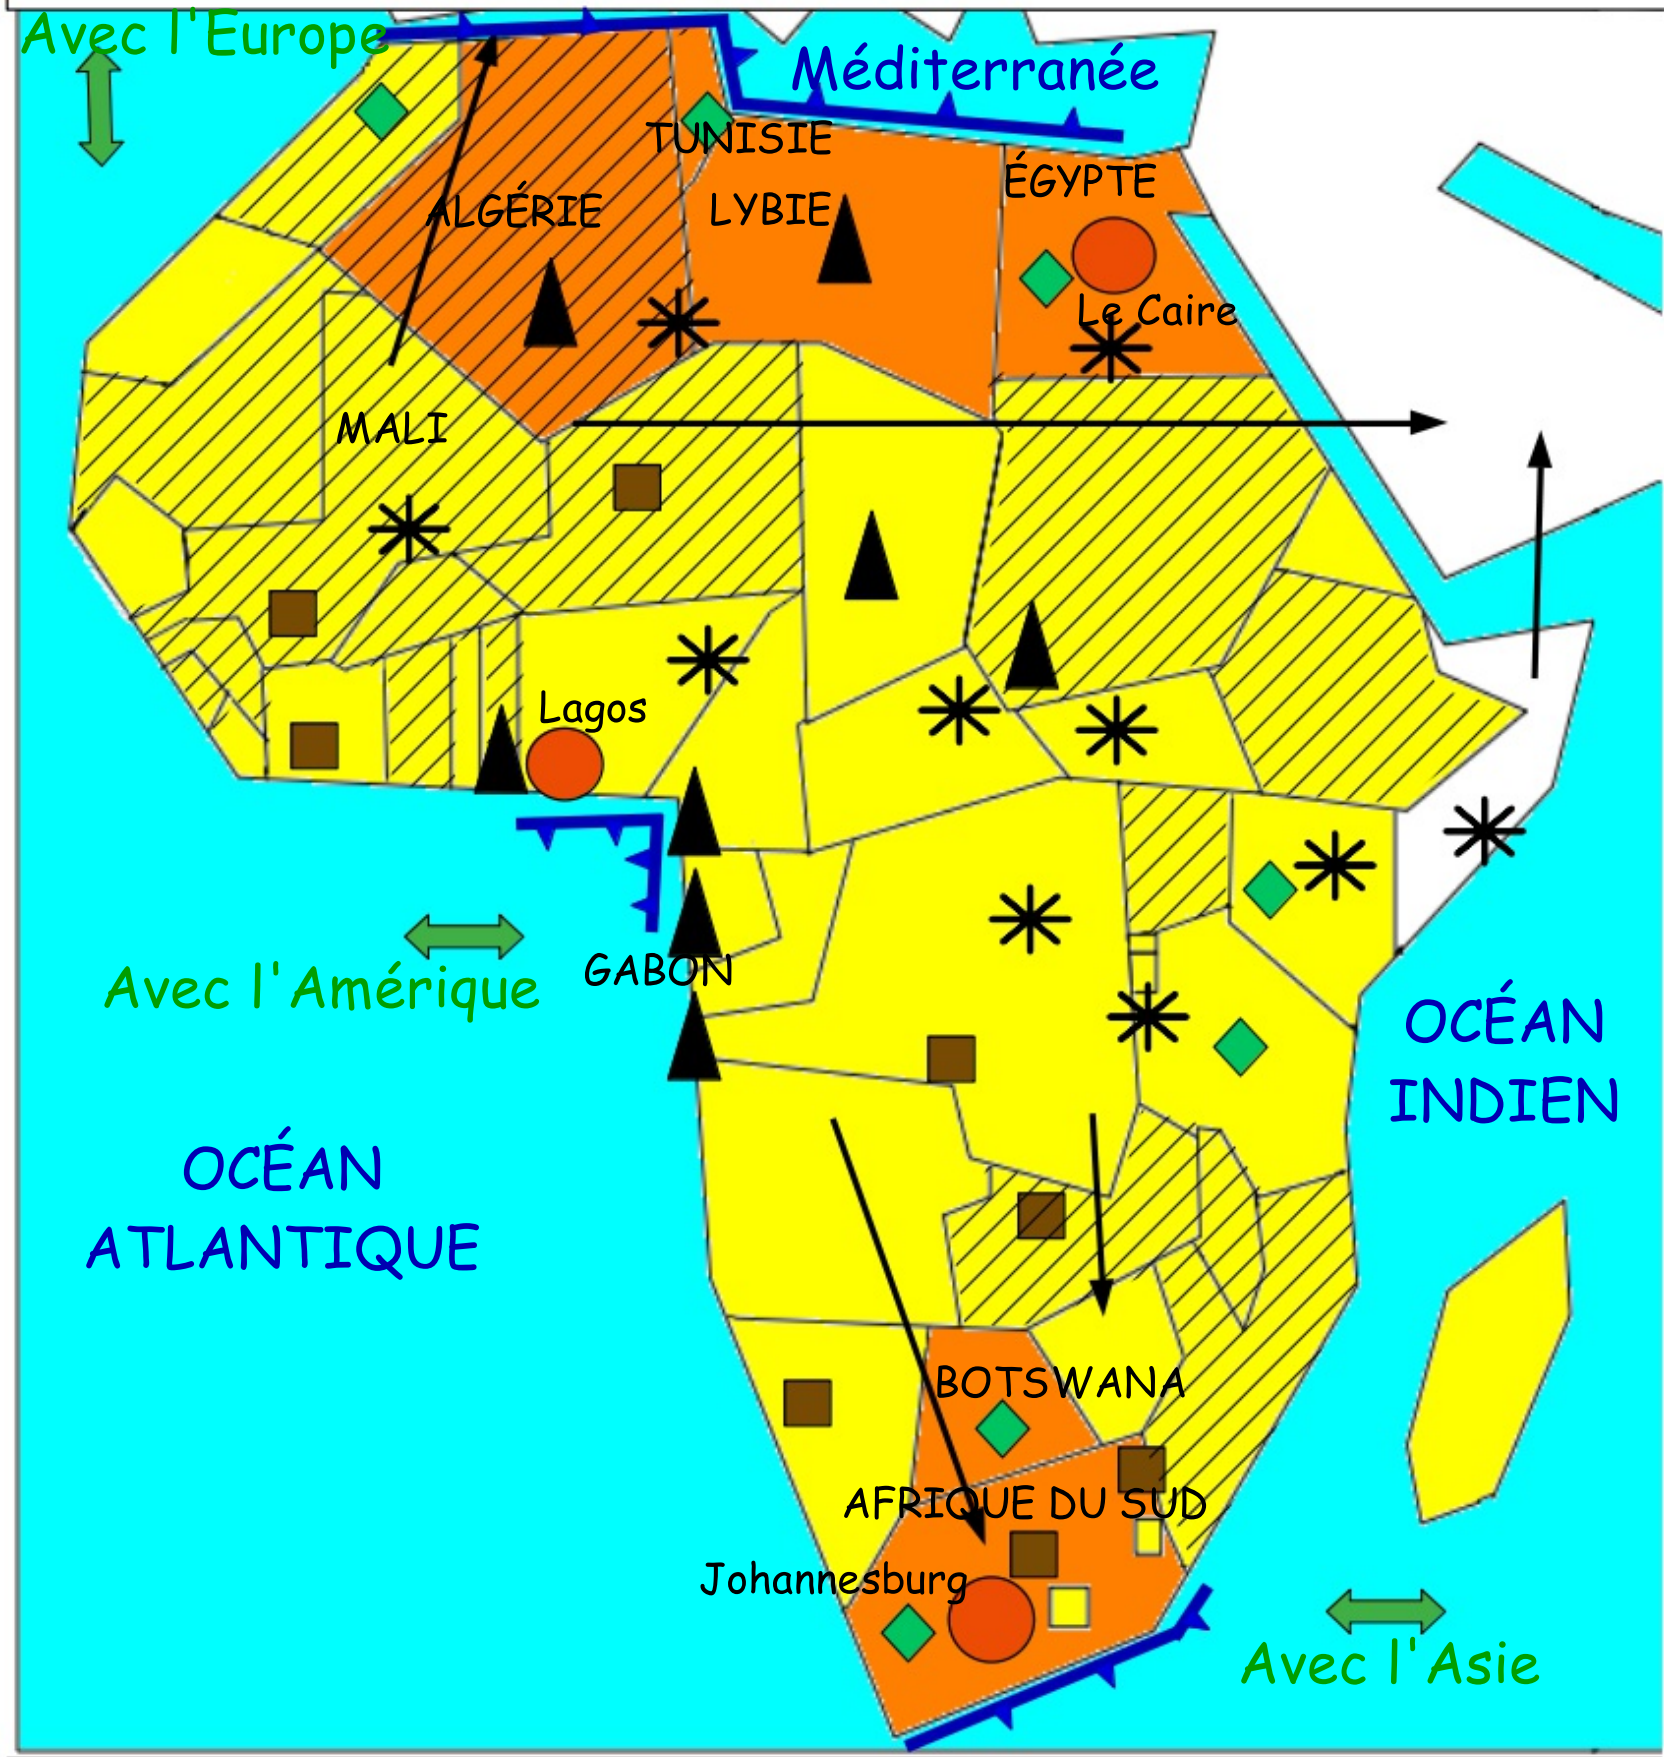 Avec l'Europe
Méditerranée
TUNISIE
ÉGYPTE
ALGÉRIE
LYBIE
Le Caire
MALI
Lagos
GABON
Avec l'Amérique
OCÉAN
INDIEN
OCÉAN
ATLANTIQUE
BOTSWANA
AFRIQUE DU SUD
Johannesburg
Avec l'Asie